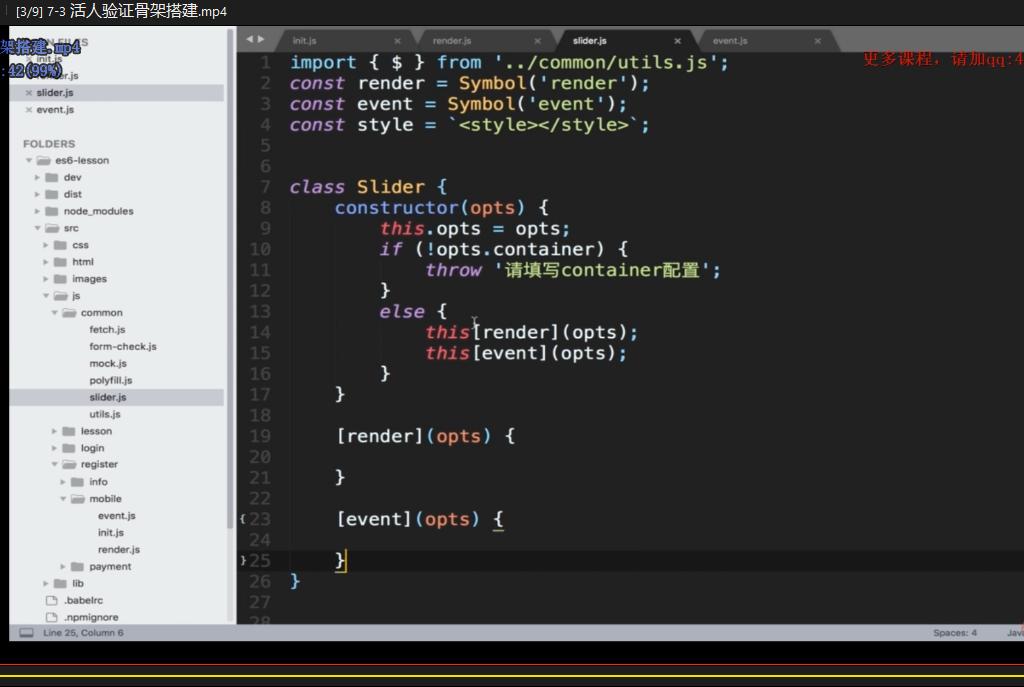 [3/9] 7-3 活人验证骨架搭建.mp4
架搭建.mp4
:42(99%)
init.js
render.js
slider.js
event.js
FOLDERS
es6-lesson
dev
dist
node_modules
src
css
html
images
js
common
fetch.js
form-check.js
mock.js
polyfill.js
slider.js
utils.js
lesson
login
register
info
mobile
event.js
init.js
render.js
payment
lib
.babelrc
.npmignore
init.js
render.js
slider.js
event.js
更多课程，请加qq:4
1 import { $ } from '../common/utils.js';
2 const render = Symbol('render');
3 const event = Symbol('event');
4 const style = `<style></style>`;
5
6
7 class Slider {
8 constructor(opts) {
9 this.opts = opts;
10 if (!opts.container) {
11 throw '请填写container配置';
12 }
13 else {
14 this[render](opts);
15 this[event](opts);
16 }
17 }
18
19 [render](opts) {
20
21 }
22
23 [event](opts) {
24
25 }
26 }
27
28
Line 25, Column 6
Spaces: 4
Jav